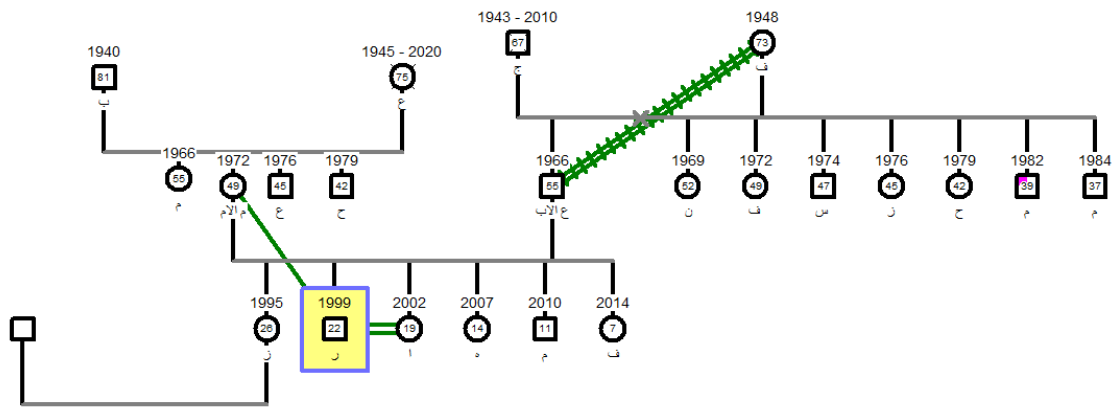 1943 - 2010 1948
67 73
ج ف
1940 1945 - 2020
81 75
ب ع
1966 1972 1976 1979 1966 1969 1972 1974 1976 1979 1982 1984
55 49 45 42 55 52 49 47 45 42 39 37
م م الام ع ح ع الاب ن ف س ز ح م م
1995 1999 2002 2007 2010 2014
26 22 19 14 11 7
ز ر ا ه م ف